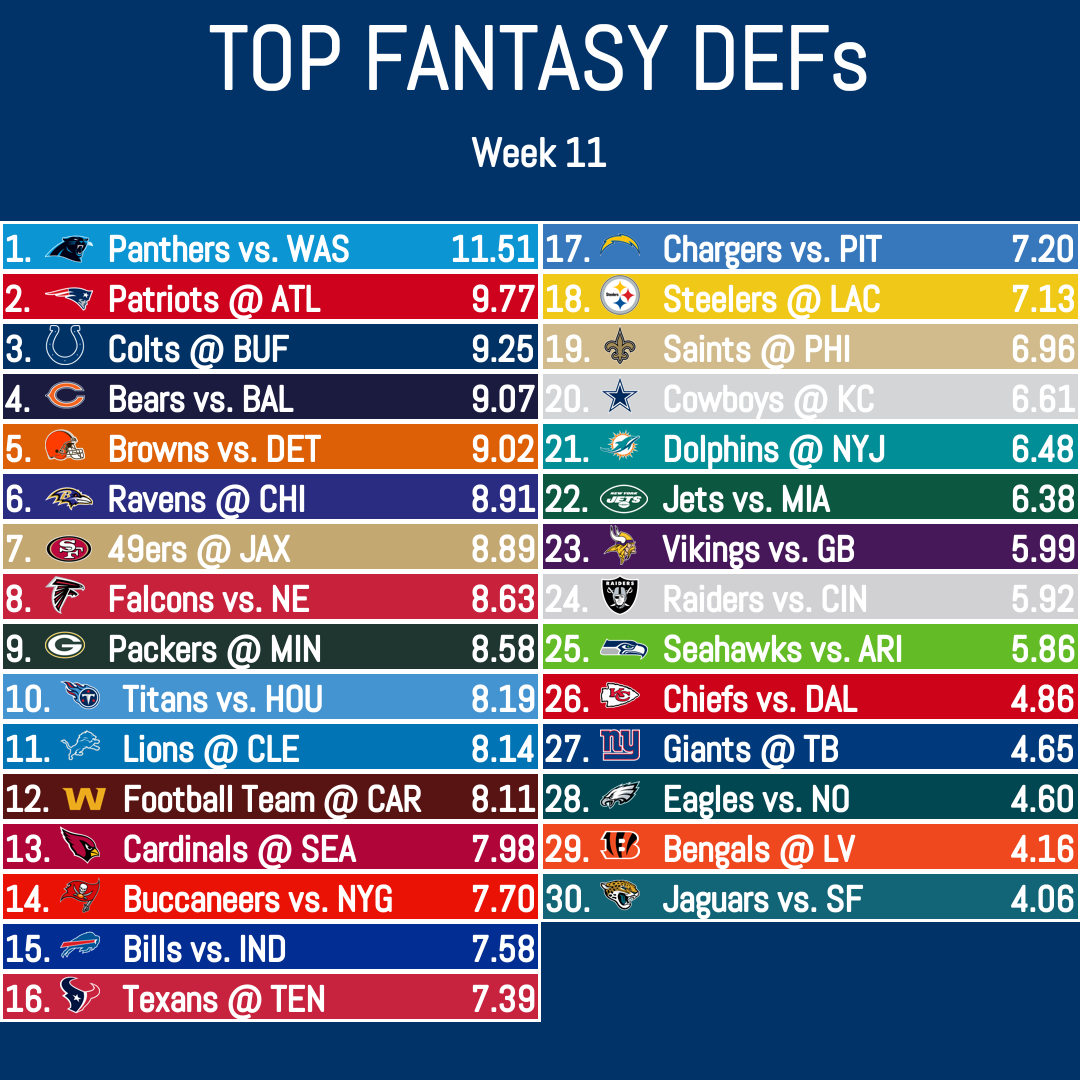 TOP FANTASY DEFs
Week 11
1. Panthers vs. WAS 11.51
2. Patriots @ ATL 9.77
3. Colts @ BUF 9.25
4. Bears vs. BAL 9.07
5. Browns vs. DET 9.02
6. Ravens @ CHI 8.91
7. SF 49ers @ JAX 8.89
8. Falcons vs. NE 8.63
9. G Packers @ MIN 8.58
10. T Titans vs. HOU 8.19
11. Lions @ CLE 8.14
12. W Football Team @ CAR 8.11
13. Cardinals @ SEA 7.98
14. Buccaneers vs. NYG 7.70
15. Bills vs. IND 7.58
16. Texans @ TEN 7.39
17. Chargers vs. PIT 7.20
18. Steelers Steelers @ LAC 7.13
19. Saints @ PHI 6.96
20. Cowboys @ KC 6.61
21. Dolphins @ NYJ 6.48
22. NEW YORK JETS Jets vs. MIA 6.38
23. Vikings vs. GB 5.99
24. RAIDERS Raiders vs. CIN 5.92
25. Seahawks vs. ARI 5.86
26. KC Chiefs vs. DAL 4.86
27. ny Giants @ TB 4.65
28. Eagles vs. NO 4.60
29. Bengals @ LV 4.16
30. Jaguars vs. SF 4.06